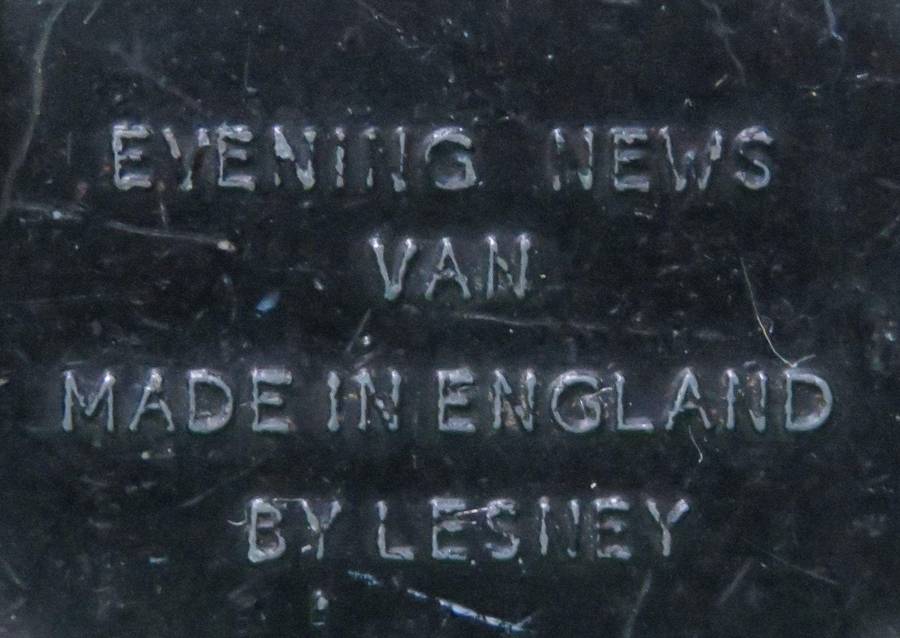 EVENING NEWS
VAN
MADE IN ENGLAND
BY LESNEY